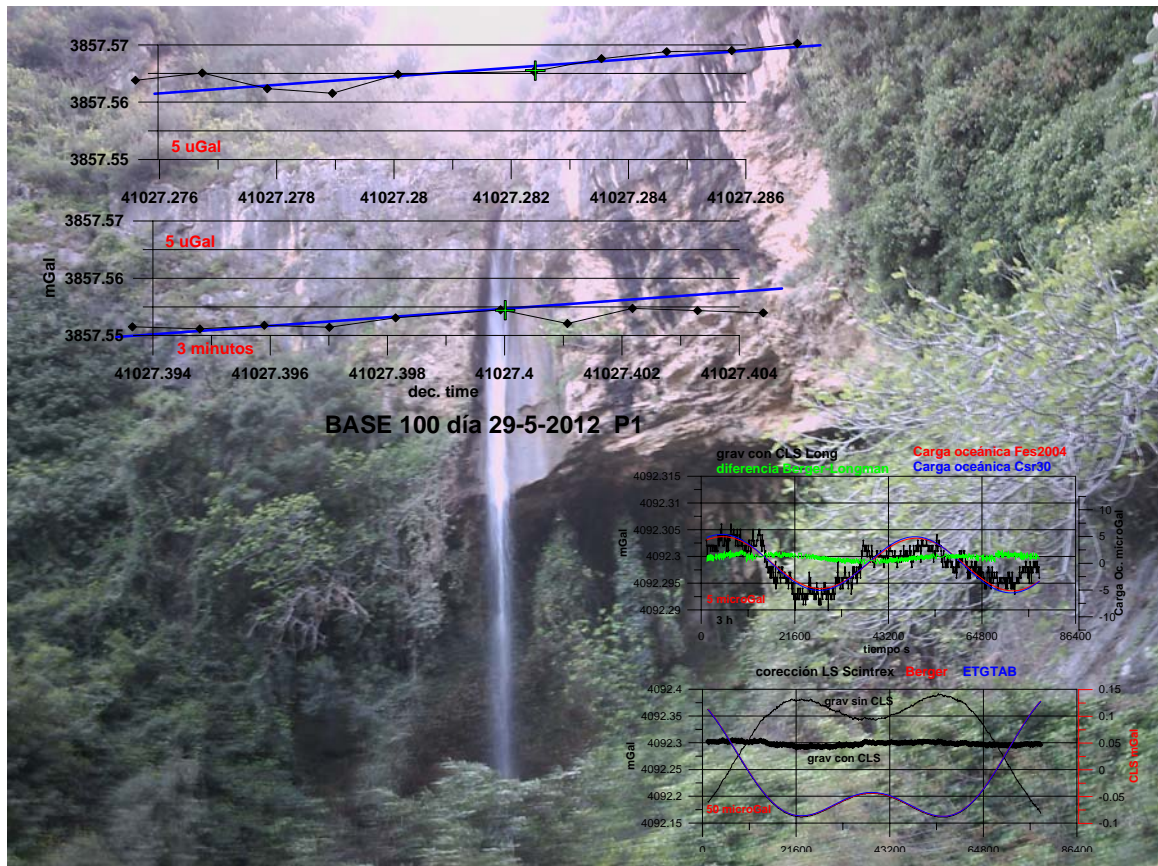 3857.57
3857.56
3857.55
5 uGal
41027.276 41027.278 41027.28 41027.282 41027.284 41027.286
3857.57
5 uGal
3857.56
mGal
3857.55
3 minutos
41027.394 41027.396 41027.398 41027.4 41027.402 41027.404
dec. time
BASE 100 día 29-5-2012 P1
grav con CLS Long Carga oceánica Fes2004
diferencia Berger-Longman Carga oceánica Csr30
4092.315
4092.31
4092.305
4092.3
4092.295
4092.29
mGal
10
5
0
-5
-10
Carga Oc. microGal
5 microGal
3 h
0 21600 43200 64800 86400
tiempo s
corección LS Scintrex Berger ETGTAB
4092.4
4092.35
4092.3
4092.25
4092.2
4092.15
mGal
grav sin CLS
grav con CLS
0.15
0.1
0.05
0
-0.05
-0.1
CLS mGal
50 microGal
0 21600 43200 64800 86400